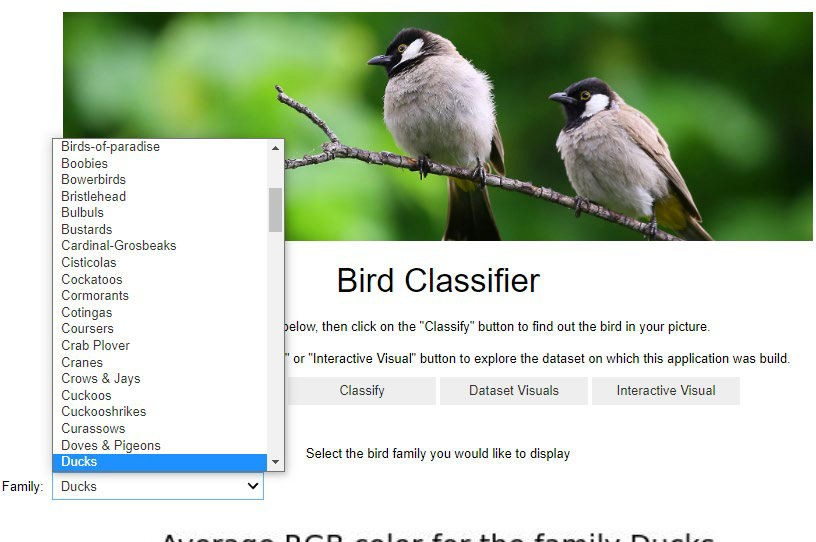 Birds-of-paradise
Boobies
Bowerbirds
Bristlehead
Bulbuls
Bustards
Cardinal-Grosbeaks
Cisticolas
Cockatoos
Cormorants
Cotingas
Coursers
Crab Plover
Cranes
Crows & Jays
Cuckoos
Cuckooshrikes
Curassows
Doves & Pigeons
Ducks
Bird Classifier
below, then click on the "Classify" button to find out the bird in your picture.
" or "Interactive Visual" button to explore the dataset on which this application was build.
Classify Dataset Visuals Interactive Visual
Select the bird family you would like to display
Family: Ducks
Average RGB color for the family Ducks